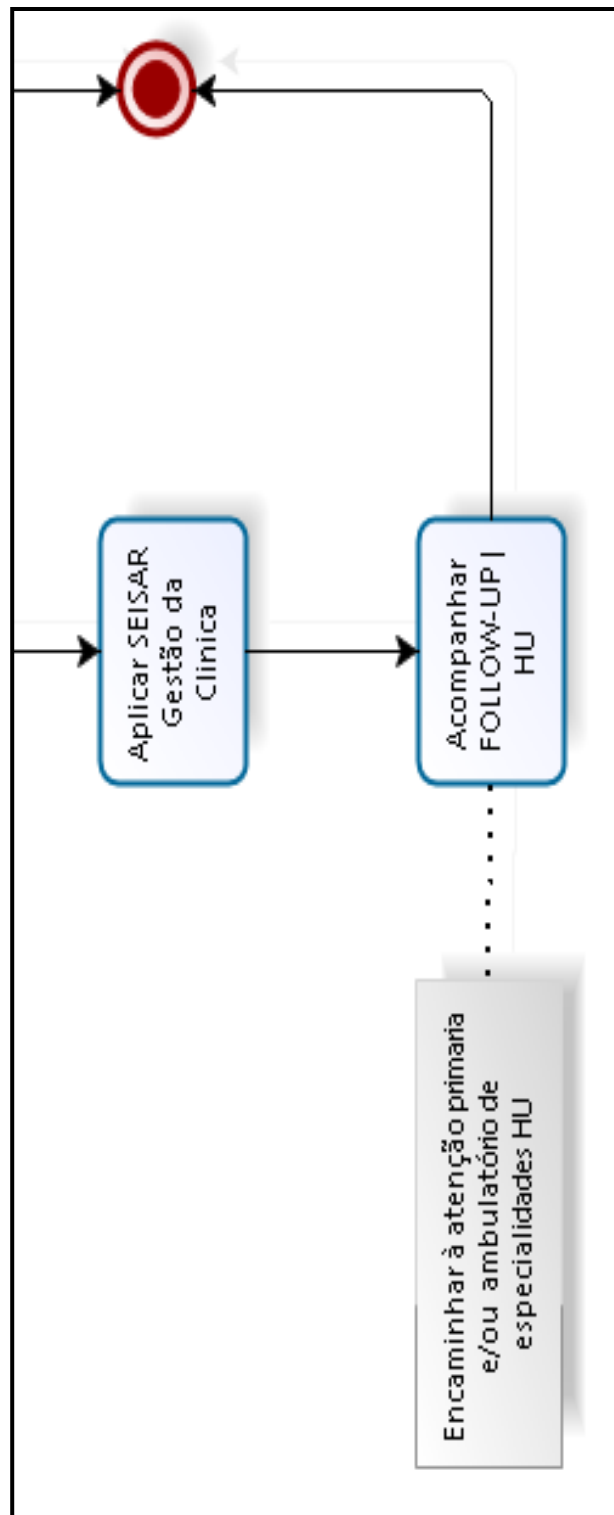 Aplicar SEISAR
Gestão da
Clinica
Acompanhar
FOLLOW-UP |
HU
Encaminhar à atenção primaria
e/ou ambulatório de
especialidades HU